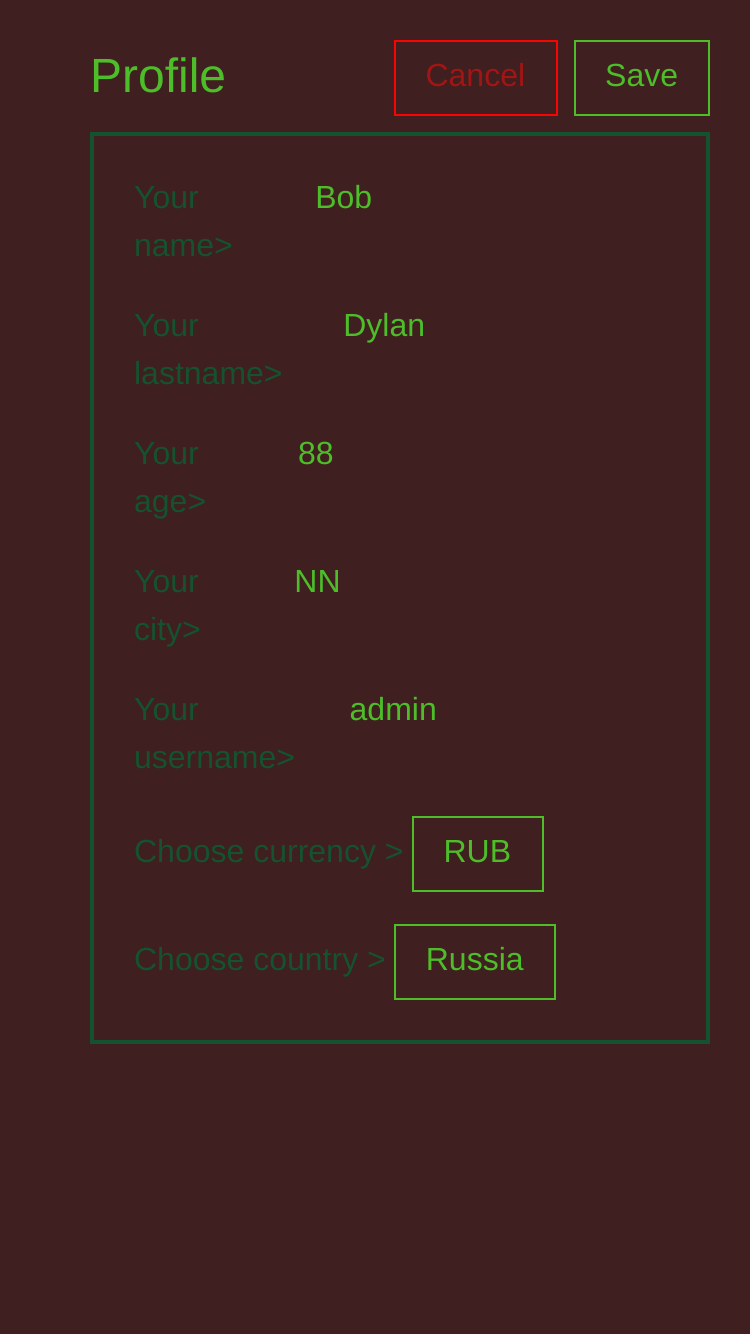 Profile Cancel Save
Your Bob
name>
Your Dylan
lastname>
Your 88
age>
Your NN
city>
Your admin
username>
Choose currency > RUB
Choose country > Russia